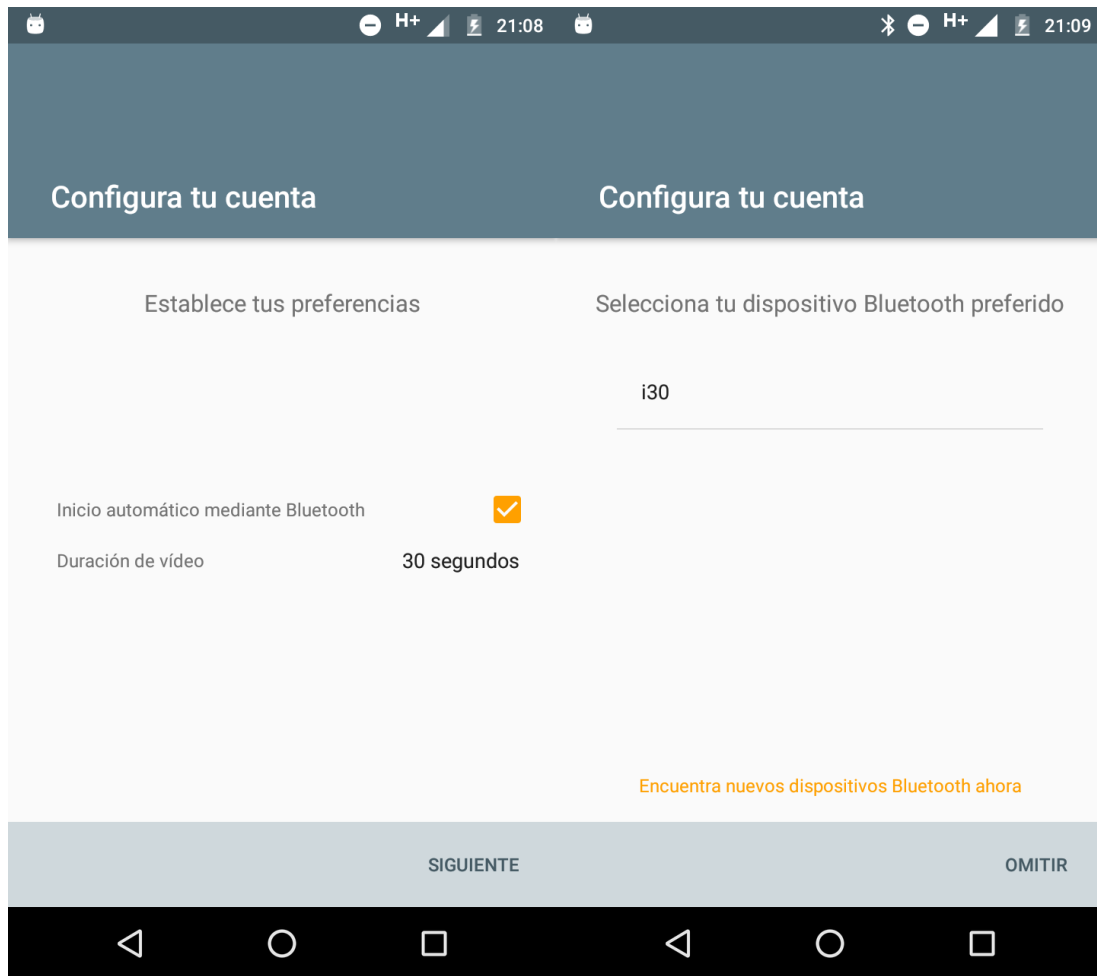 H+ 21:08
Configura tu cuenta
Establece tus preferencias
Inicio automático mediante Bluetooth
Duración de vídeo 30 segundos
SIGUIENTE
H+ 21:09
Configura tu cuenta
Selecciona tu dispositivo Bluetooth preferido
i30
Encuentra nuevos dispositivos Bluetooth ahora
OMITIR